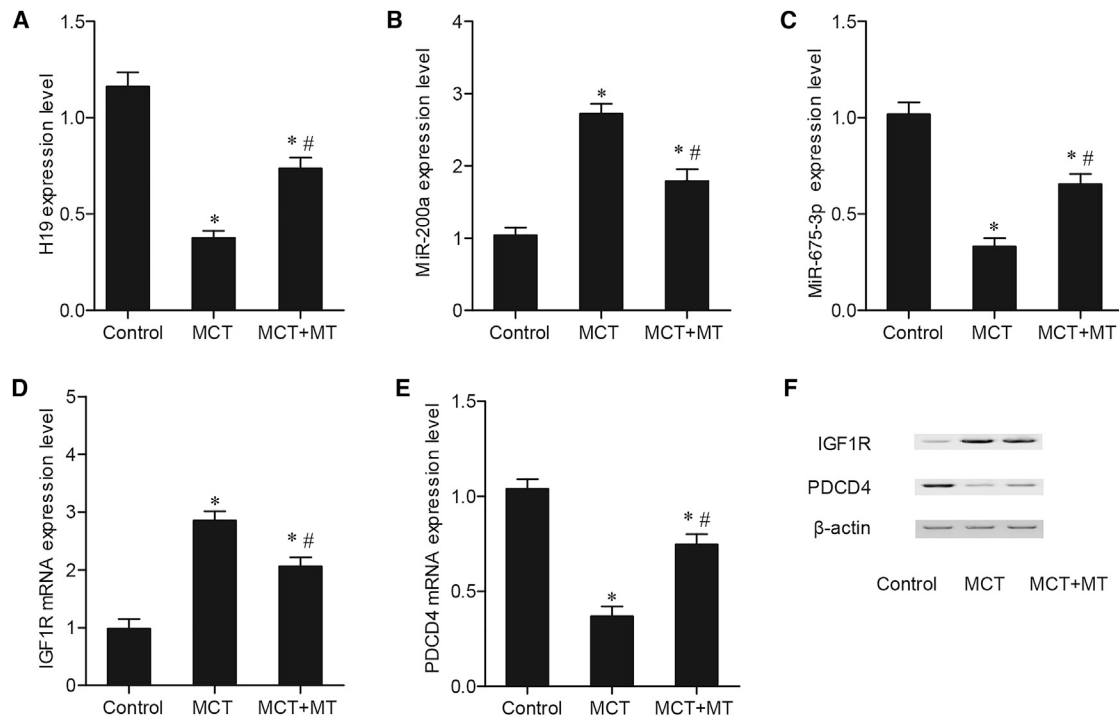 A
H19 expression level
1.5
1.0
0.5
0.0
*
* #
Control MCT MCT+MT
B
MiR-200a expression level
4
3
2
1
0
*
* #
Control MCT MCT+MT
C
MiR-675-3p expression level
1.5
1.0
0.5
0.0
*
* #
Control MCT MCT+MT
D
IGF1R mRNA expression level
5
4
3
2
1
0
*
* #
Control MCT MCT+MT
E
PDCD4 mRNA expression level
1.5
1.0
0.5
0.0
*
* #
Control MCT MCT+MT
F
IGF1R
PDCD4
β-actin
Control MCT MCT+MT